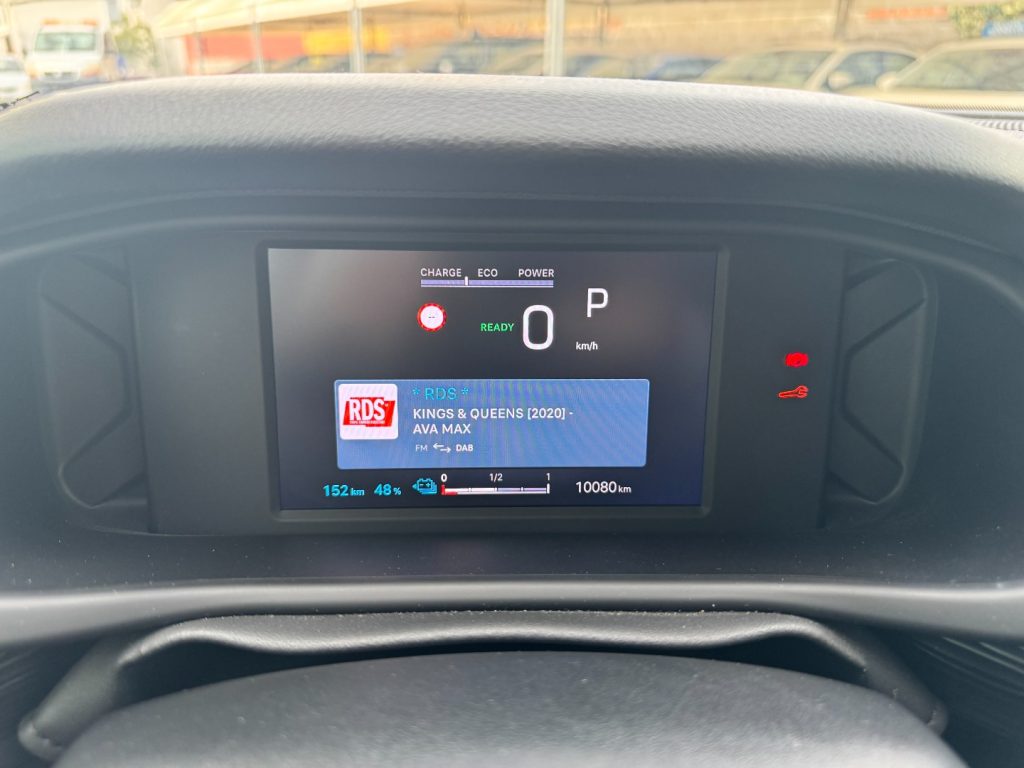 CHARGE ECO POWER
P
--
READY 0
km/h
* RDS *
RDS
KINGS & QUEENS [2020] -
AVA MAX
FM DAB
152 km 48 % 0 1/2 1 10080 km